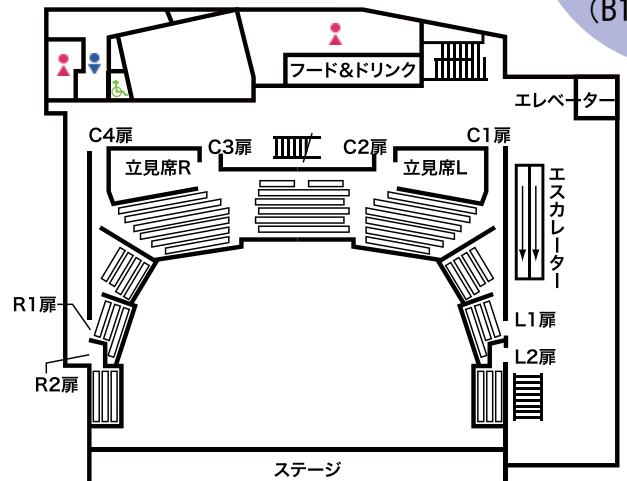 (B1
フード&ドリンク
エレベーター
C4扉
C3扉
C2扉
C1扉
立見席R
立見席L
エスカレーター
R1扉
L1扉
R2扉
L2扉
ステージ